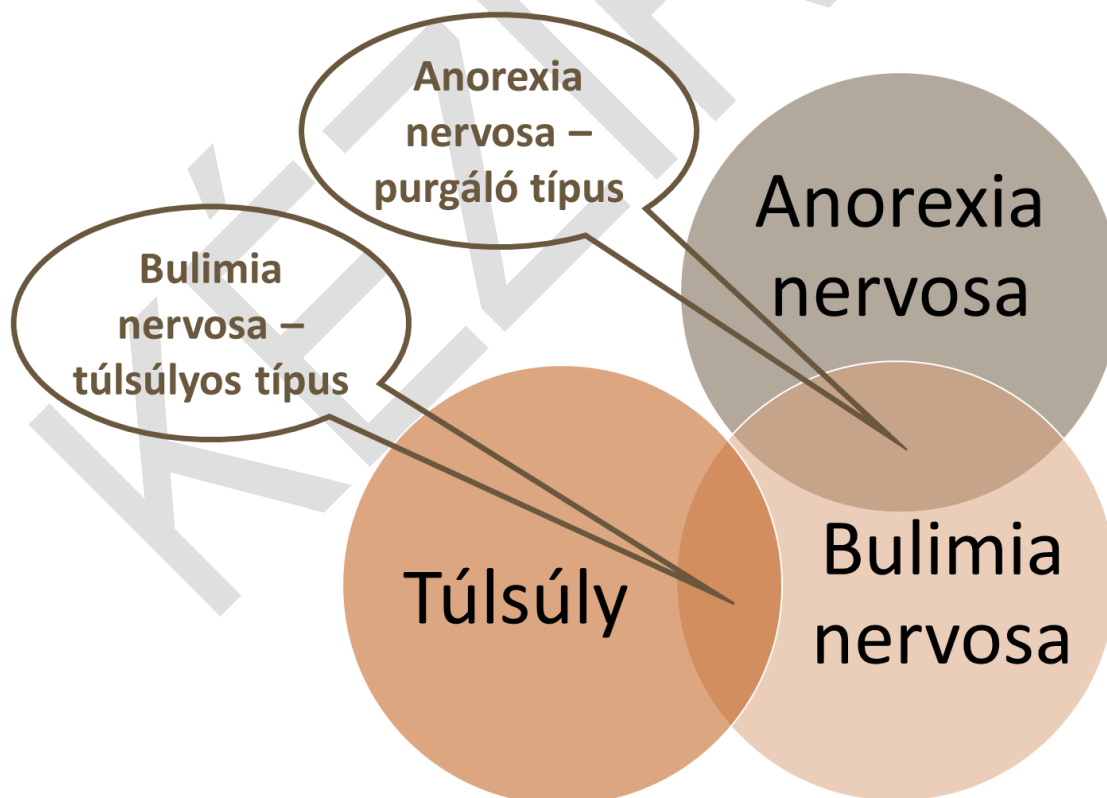 Anorexia
nervosa –
purgáló típus
Bulimia
nervosa –
túlsúlyos típus
Anorexia
nervosa
Túlsúly
Bulimia
nervosa